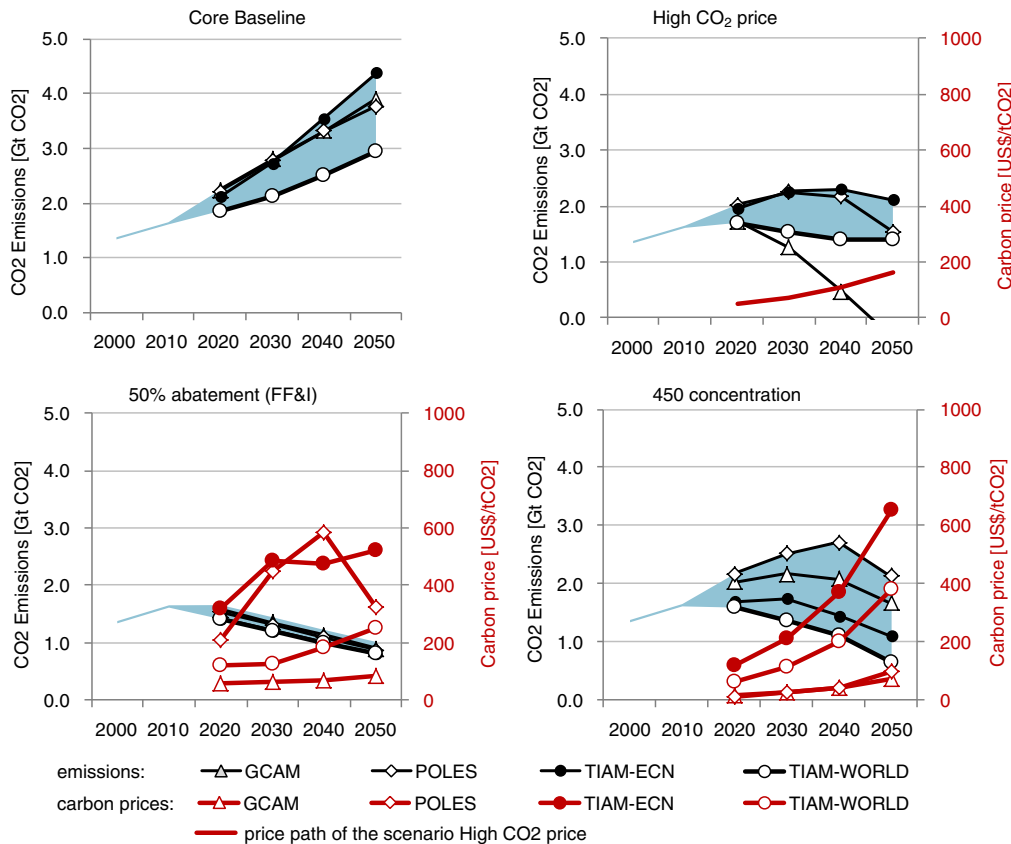 Core Baseline
CO2 Emissions [Gt CO2]
5.0
4.0
3.0
2.0
1.0
0.0
2000 2010 2020 2030 2040 2050
High CO₂ price
CO2 Emissions [Gt CO2]
5.0
4.0
3.0
2.0
1.0
0.0
1000
800
600
400
200
0
Carbon price [US$/tCO2]
2000 2010 2020 2030 2040 2050
50% abatement (FF&I)
CO2 Emissions [Gt CO2]
5.0
4.0
3.0
2.0
1.0
0.0
1000
800
600
400
200
0
Carbon price [US$/tCO2]
2000 2010 2020 2030 2040 2050
450 concentration
CO2 Emissions [Gt CO2]
5.0
4.0
3.0
2.0
1.0
0.0
1000
800
600
400
200
0
Carbon price [US$/tCO2]
2000 2010 2020 2030 2040 2050
emissions: GCAM POLES TIAM-ECN TIAM-WORLD
carbon prices: GCAM POLES TIAM-ECN TIAM-WORLD
price path of the scenario High CO2 price